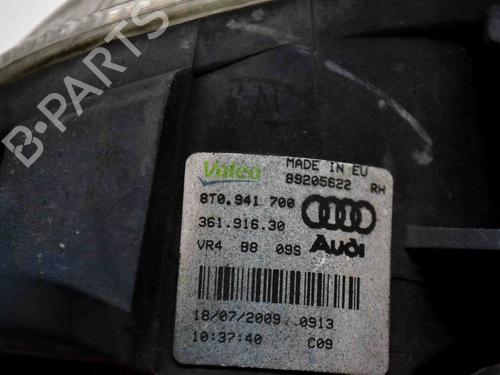 B-PARTS
Valeo MADE IN EU
89205622 RH
8T0.941 700
361.916.30
VR4 88 09S Audi
18/07/2009 .0913
10:37:40 C09